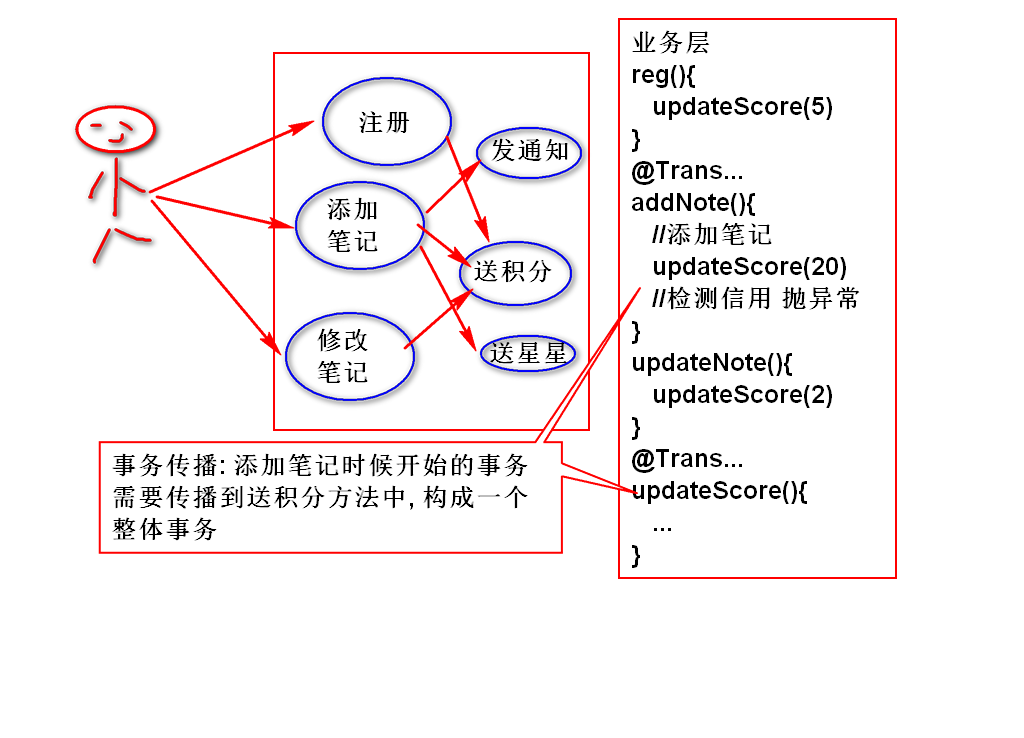 注册
添加
笔记
修改
笔记
发通知
送积分
送星星
事务传播: 添加笔记时候开始的事务
需要传播到送积分方法中, 构成一个
整体事务
业务层
reg(){
updateScore(5)
}
@Trans...
addNote(){
//添加笔记
updateScore(20)
//检测信用 抛异常
}
updateNote(){
updateScore(2)
}
@Trans...
updateScore(){
...
}